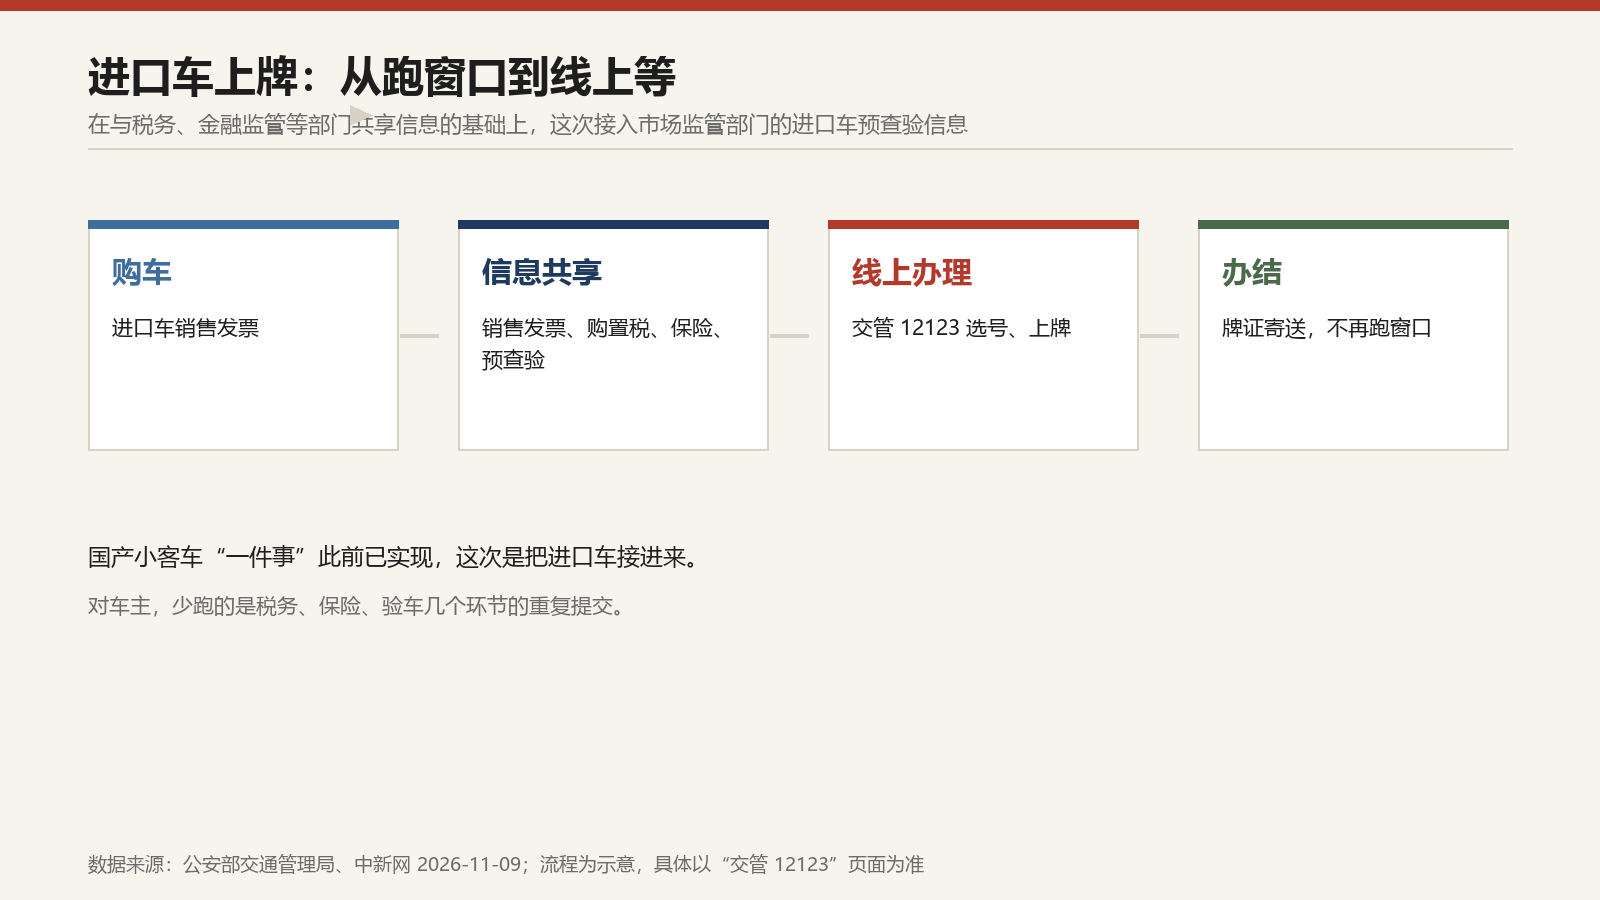 进口车上牌：从跑窗口到线上等
在与税务、金融监管等部门共享信息的基础上，这次接入市场监管部门的进口车预查验信息
购车
进口车销售发票
信息共享
销售发票、购置税、保险、
预查验
线上办理
交管 12123 选号、上牌
办结
牌证寄送，不再跑窗口
国产小客车“一件事”此前已实现，这次是把进口车接进来。
对车主，少跑的是税务、保险、验车几个环节的重复提交。
数据来源：公安部交通管理局、中新网 2026-11-09；流程为示意，具体以“交管 12123”页面为准